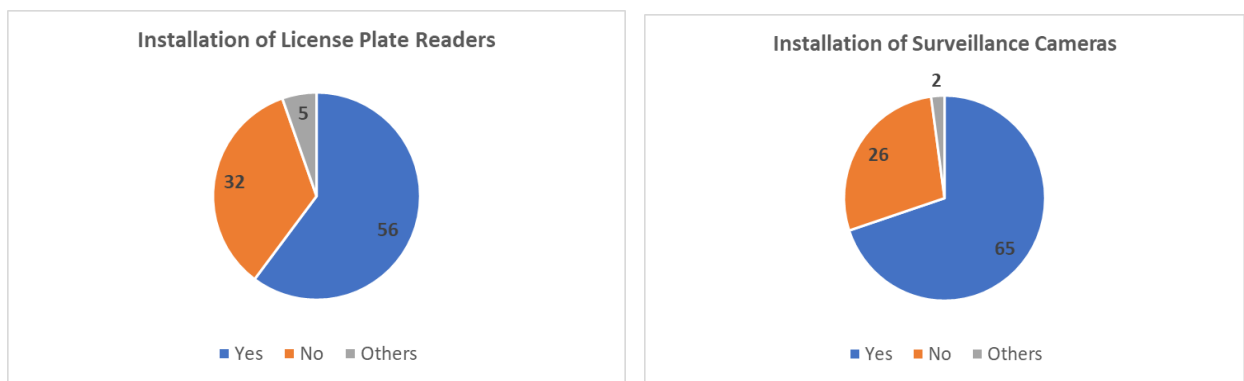 Installation of License Plate Readers
5
32
56
Yes No Others
Installation of Surveillance Cameras
2
26
65
Yes No Others